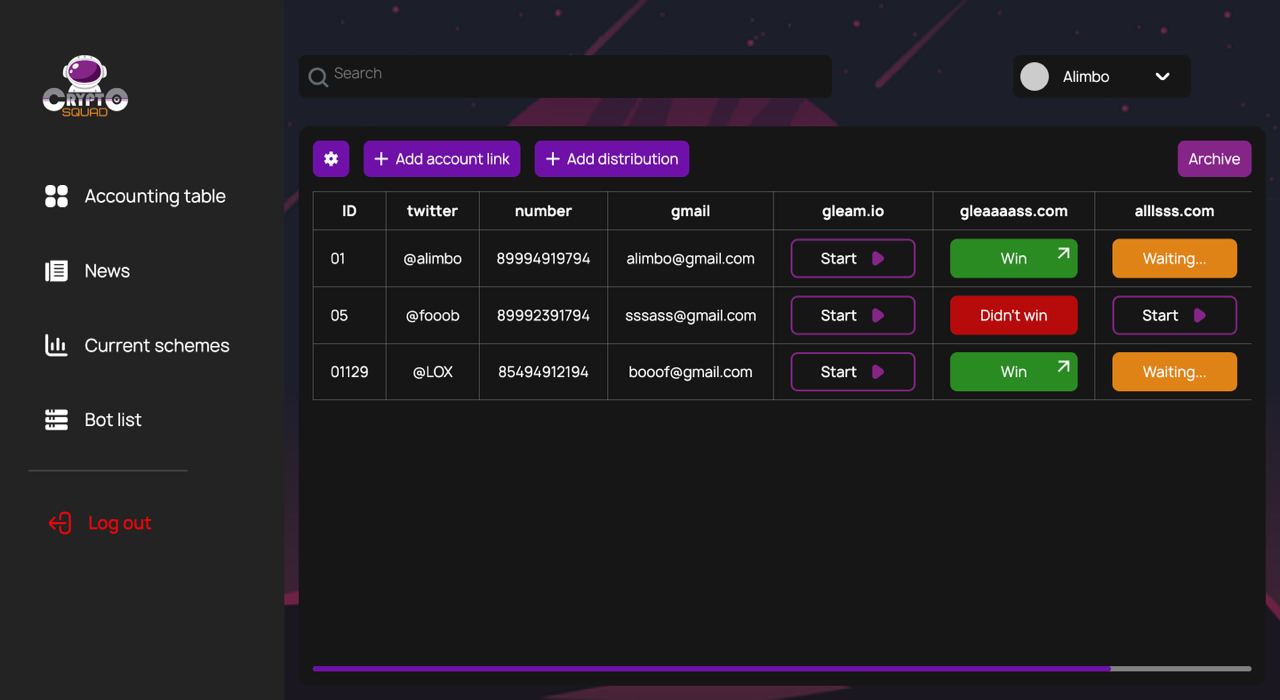 CRYPTO
SQUAD
Search
Alimbo
Accounting table
News
Current schemes
Bot list
Log out
Add account link
Add distribution
Archive
ID twitter number gmail gleam.io gleaaaass.com alllsss.com
01 @alimbo 89994919794 alimbo@gmail.com Start Win Waiting...
05 @fooob 89992391794 sssass@gmail.com Start Didn't win Start
01129 @LOX 85494912194 booof@gmail.com Start Win Waiting...